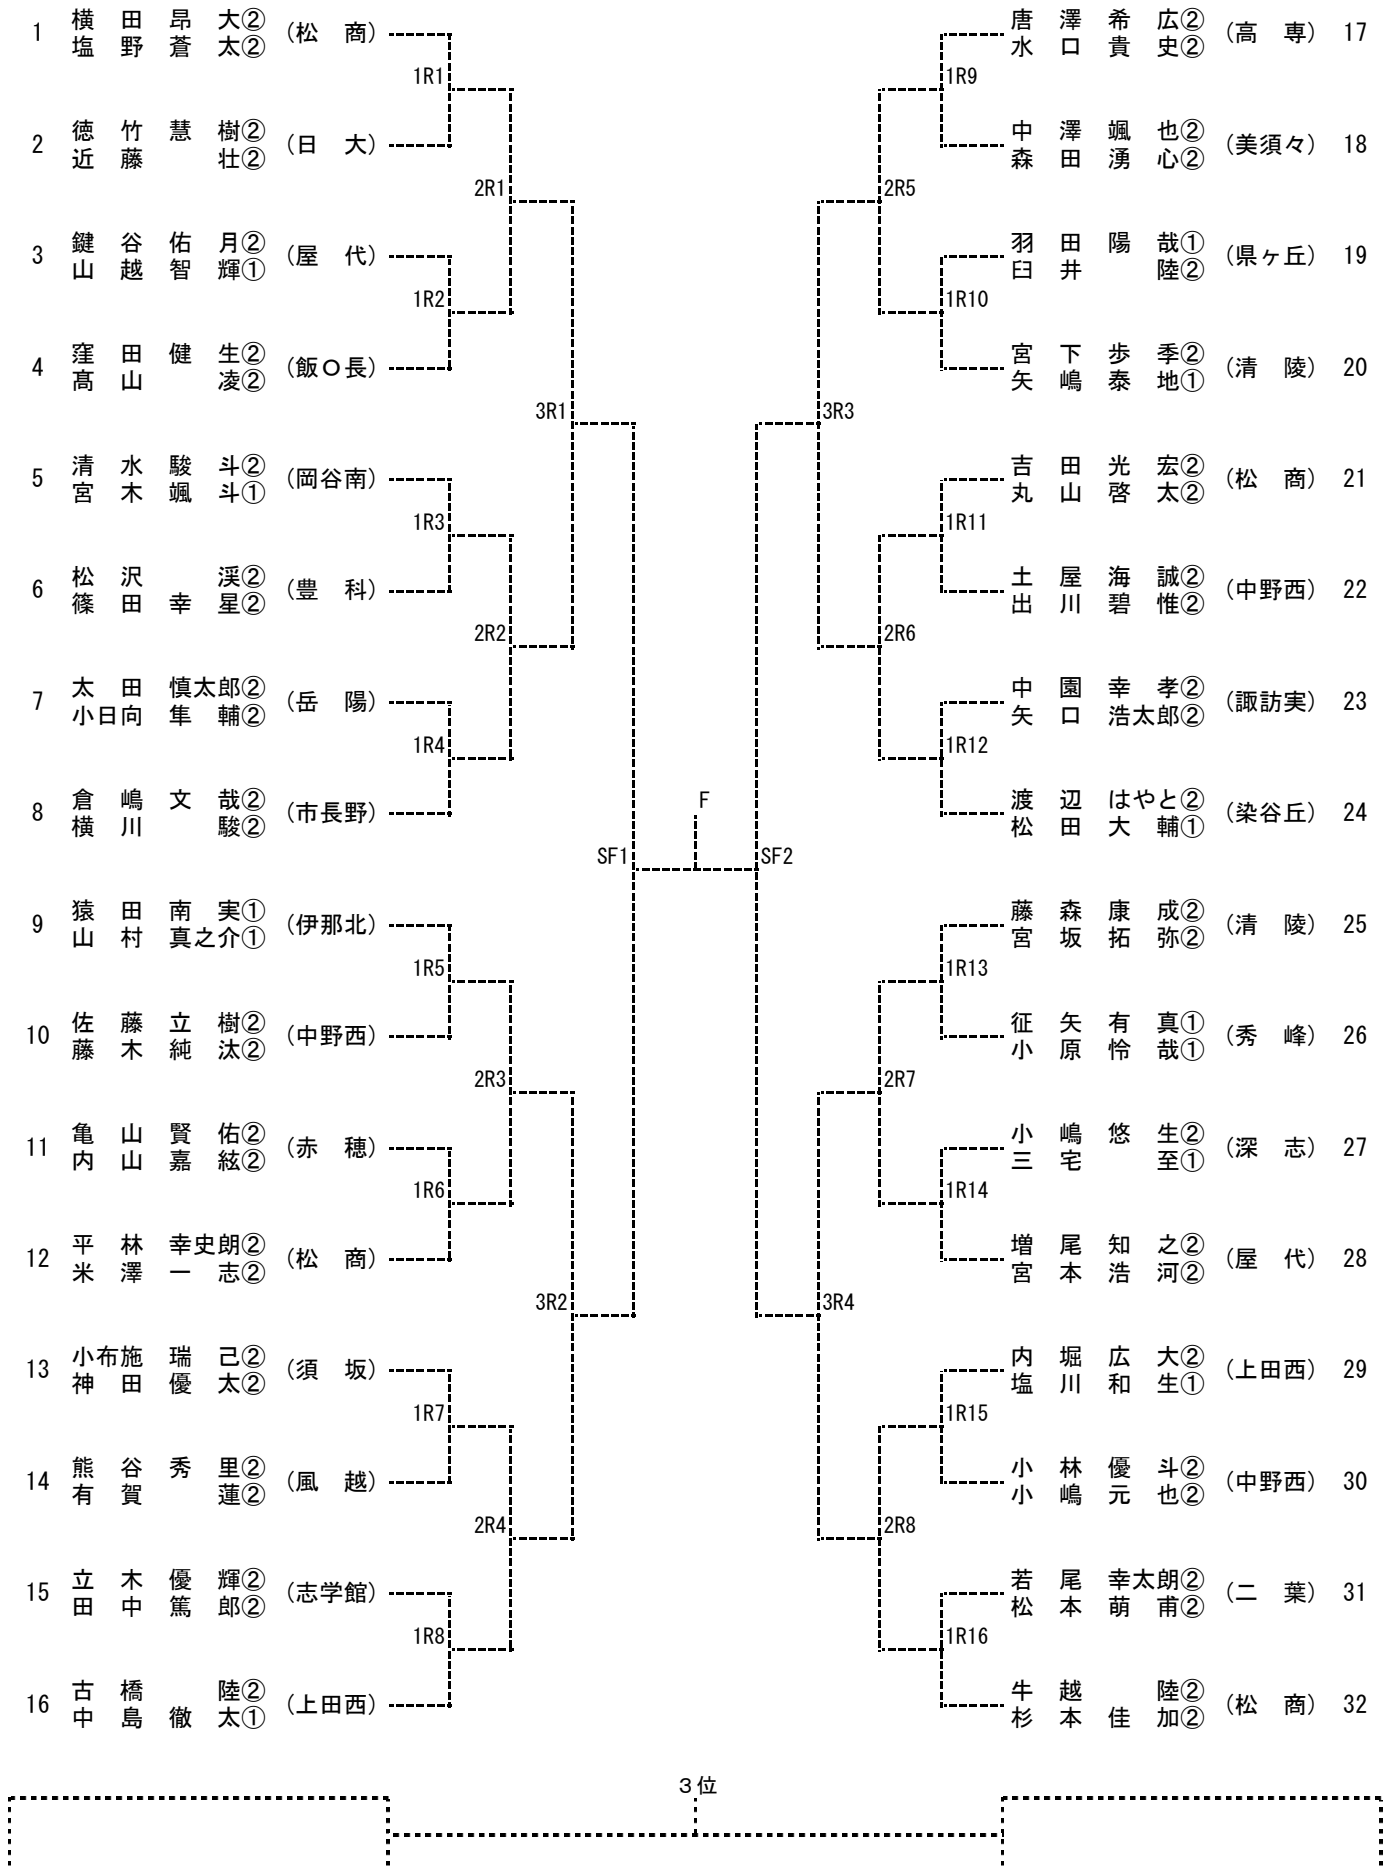 1 横田昂大② (松商)
塩野蒼太②
1R1
2 徳竹慧樹② (日大)
近藤壮②
2R1
3 鍵谷佑月② (屋代)
山越智輝①
1R2
4 窪田健生② (飯O長)
髙山凌②
3R1
5 清水駿斗② (岡谷南)
宮木颯斗①
1R3
6 松沢渓② (豊科)
篠田幸星②
2R2
7 太田慎太郎② (岳陽)
小日向隼輔②
1R4
8 倉嶋文哉② (市長野)
横川駿②
SF1
9 猿田南実① (伊那北)
山村真之介①
1R5
10 佐藤立樹② (中野西)
藤木純汰②
2R3
11 亀山賢佑② (赤穂)
内山嘉絃②
1R6
12 平林幸史朗② (松商)
米澤一志②
3R2
13 小布施瑞己② (須坂)
神田優太②
1R7
14 熊谷秀里② (風越)
有賀蓮②
2R4
15 立木優輝② (志学館)
田中篤郎②
1R8
16 古橋陸② (上田西)
中島徹太①
F
唐澤希広② (高専) 17
水口貴史②
1R9
中澤颯也② (美須々) 18
森田湧心②
2R5
羽田陽哉① (県ヶ丘) 19
臼井陸②
1R10
宮下歩季② (清陵) 20
矢嶋泰地①
3R3
吉田光宏② (松商) 21
丸山啓太②
1R11
土屋海誠② (中野西) 22
出川碧惟②
2R6
中園幸孝② (諏訪実) 23
矢口浩太郎②
1R12
渡辺はやと② (染谷丘) 24
松田大輔①
SF2
藤森康成② (清陵) 25
宮坂拓弥②
1R13
征矢有真① (秀峰) 26
小原怜哉①
2R7
小嶋悠生② (深志) 27
三宅至①
1R14
増尾知之② (屋代) 28
宮本浩河②
3R4
内堀広大② (上田西) 29
塩川和生①
1R15
小林優斗② (中野西) 30
小嶋元也②
2R8
若尾幸太朗② (二葉) 31
松本萌甫②
1R16
牛越陸② (松商) 32
杉本佳加②
３位